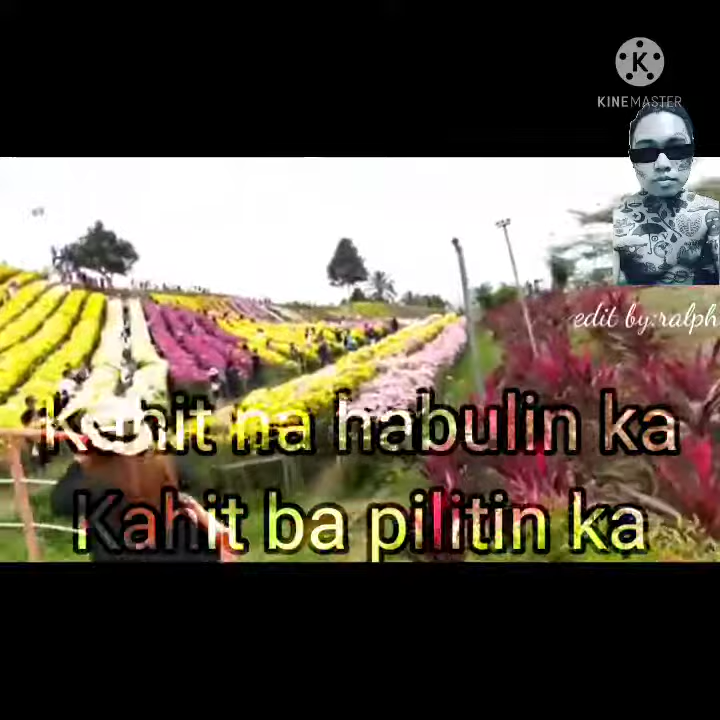 KINEMASTER
edit by:ralph
Kahit na habulin ka
Kahit ba pilitin ka